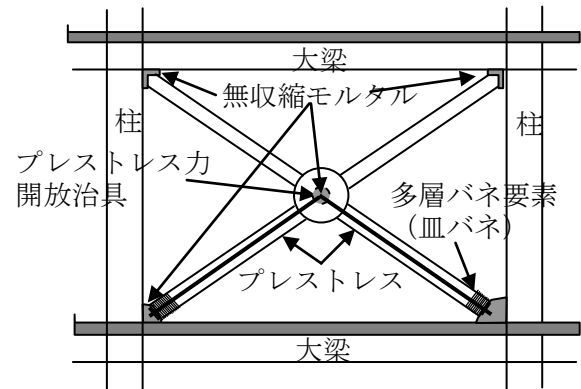 大梁
無収縮モルタル
柱
柱
プレストレス力
開放治具
多層バネ要素
(皿バネ)
プレストレス
大梁